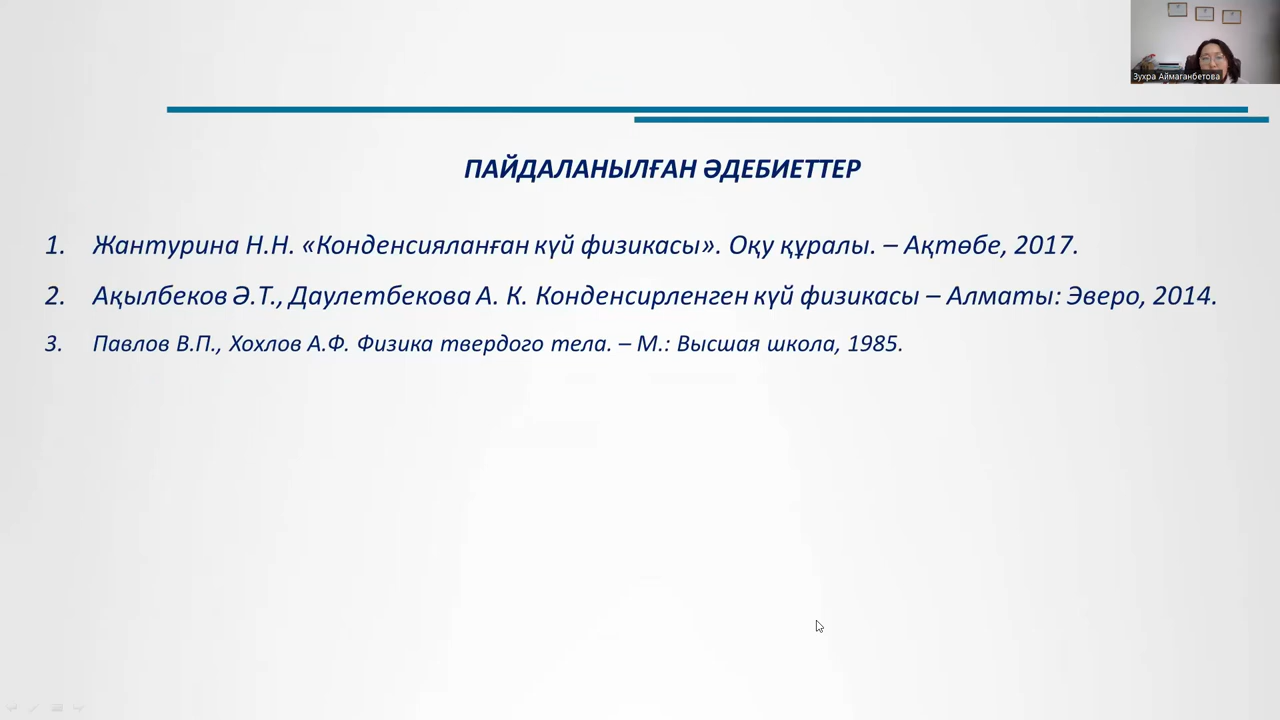 Зухра Аймаганбетова
ПАЙДАЛАНЫЛҒАН ӘДЕБИЕТТЕР
1. Жантурина Н.Н. «Конденсияланған күй физикасы». Оқу құралы. – Ақтөбе, 2017.
2. Ақылбеков Ә.Т., Даулетбекова А. К. Конденсирленген күй физикасы – Алматы: Эверо, 2014.
3. Павлов В.П., Хохлов А.Ф. Физика твердого тела. – М.: Высшая школа, 1985.